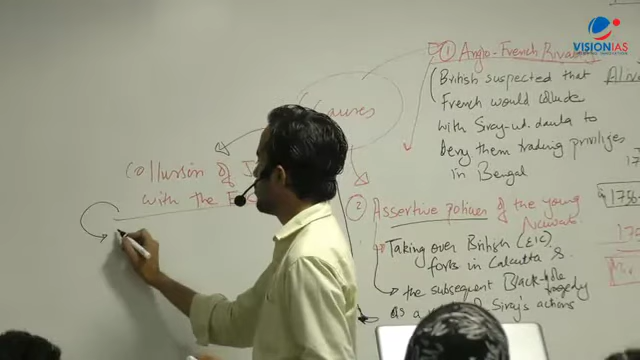 VISIONIAS
Causes
Collusion of
with the E
① Anglo-French Rivalry
British suspected that
French would collude
with Siraj-ud-daula to
deny them trading privileges
in Bengal
② Assertive policies of the young
Nawab
Taking over British (EIC)
forts in Calcutta &
the subsequent Black-hole
tragedy
as a Siraj's actions